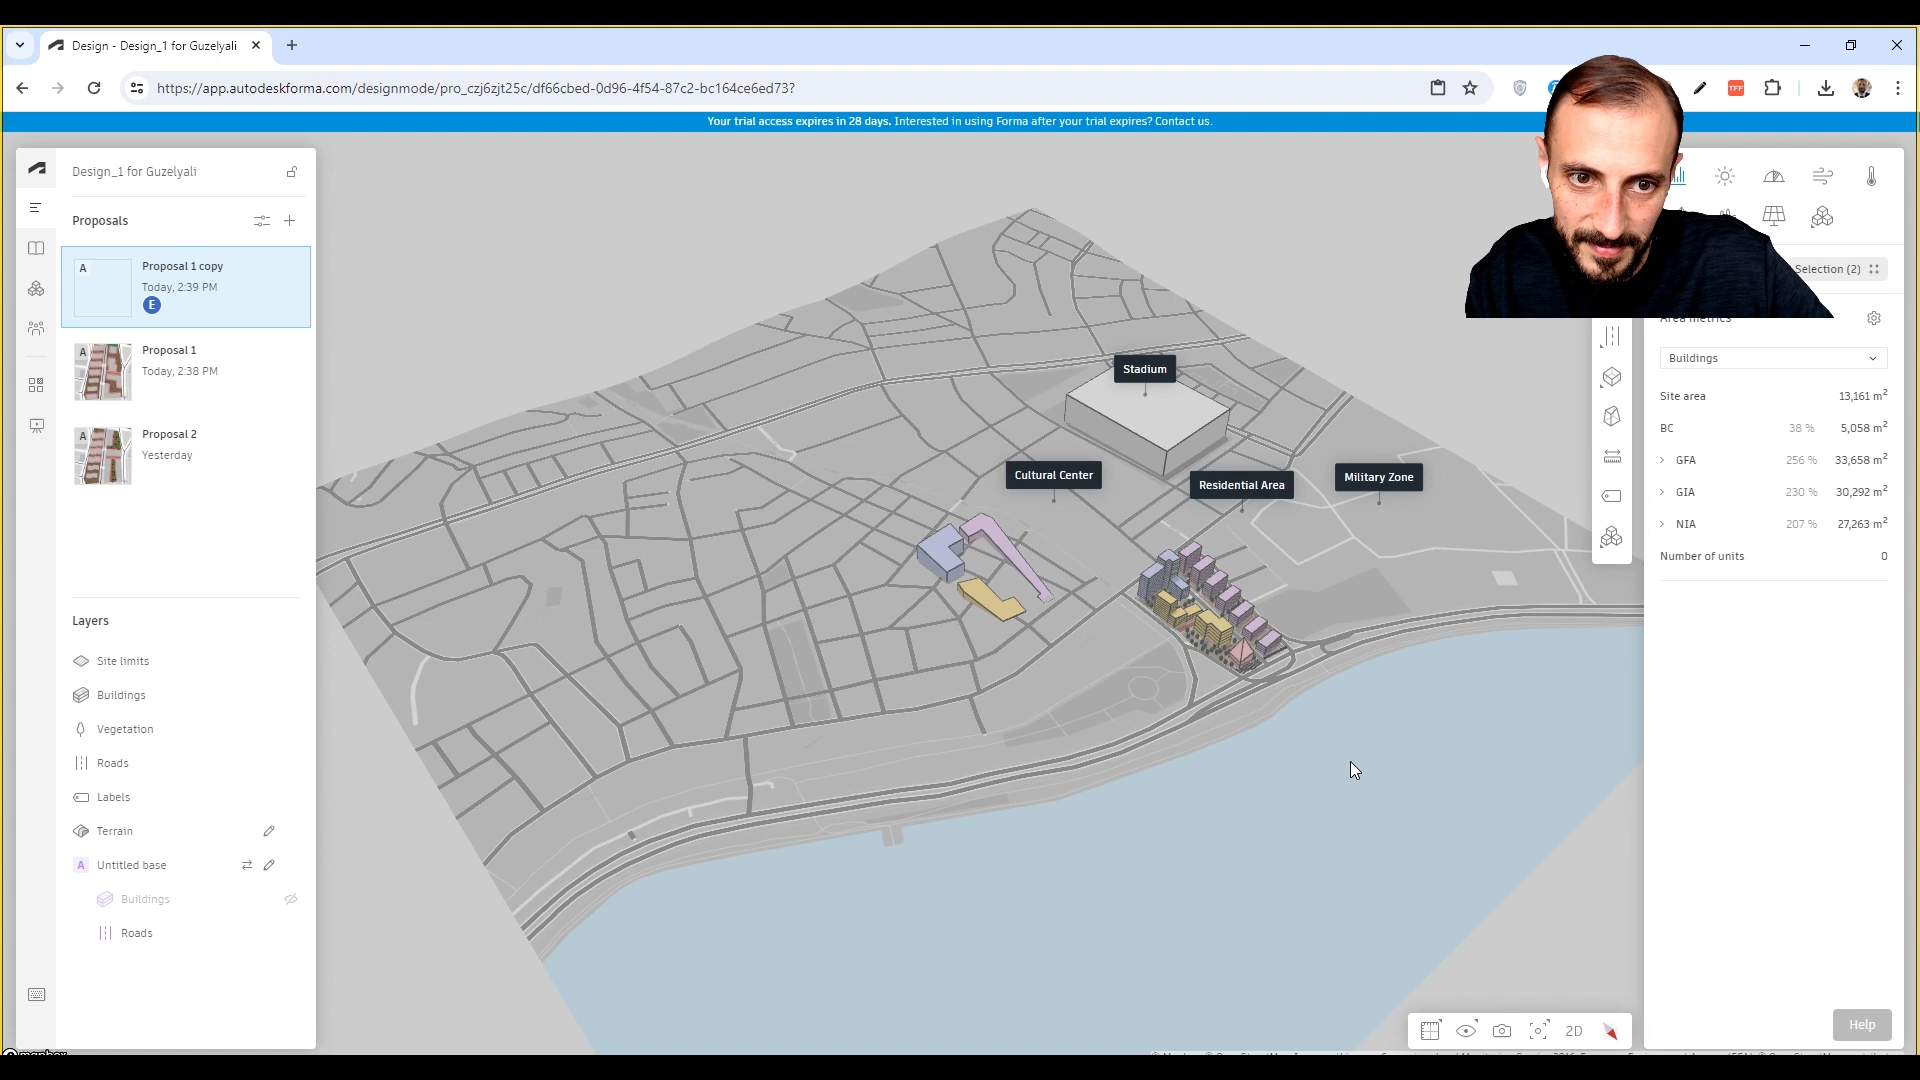 Design - Design_1 for Guzelyali
https://app.autodeskforma.com/designmode/pro_czj6zjt25c/df66cbed-0d96-4f54-87c2-bc164ce6ed73?
TFF
Your trial access expires in 28 days. Interested in using Forma after your trial expires? Contact us.
Design_1 for Guzelyali
Proposals
A
Proposal 1 copy
Today, 2:39 PM
E
A
Proposal 1
Today, 2:38 PM
A
Proposal 2
Yesterday
Layers
Site limits
Buildings
Vegetation
Roads
Labels
Terrain
A Untitled base
Buildings
Roads
Stadium
Cultural Center
Residential Area
Military Zone
Selection (2)
Area metrics
Buildings
Site area 13,161 m²
BC 38 % 5,058 m²
GFA 256 % 33,658 m²
GIA 230 % 30,292 m²
NIA 207 % 27,263 m²
Number of units 0
2D
Help
mapbox